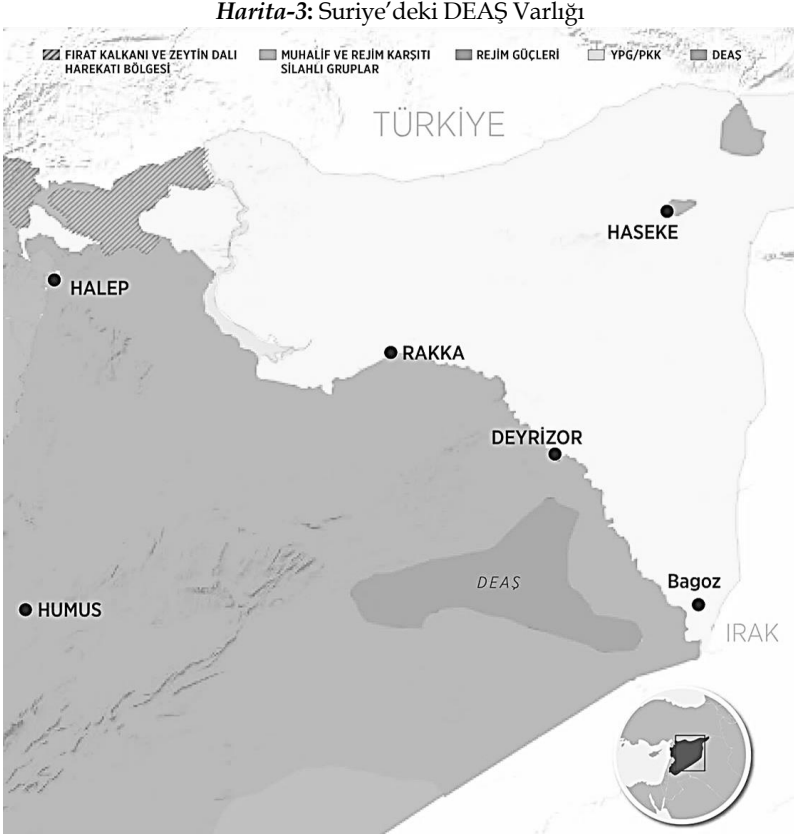 Harita-3: Suriye'deki DEAŞ Varlığı
FIRAT KALKANI VE ZEYTİN DALI
HAREKATI BÖLGESİ
MUHALİF VE REJİM KARŞITI
SİLAHLI GRUPLAR
REJİM GÜÇLERİ
YPG/PKK
DEAŞ
TÜRKİYE
HASEKE
HALEP
RAKKA
DEYRİZOR
DEAŞ
Bagoz
HUMUS
IRAK